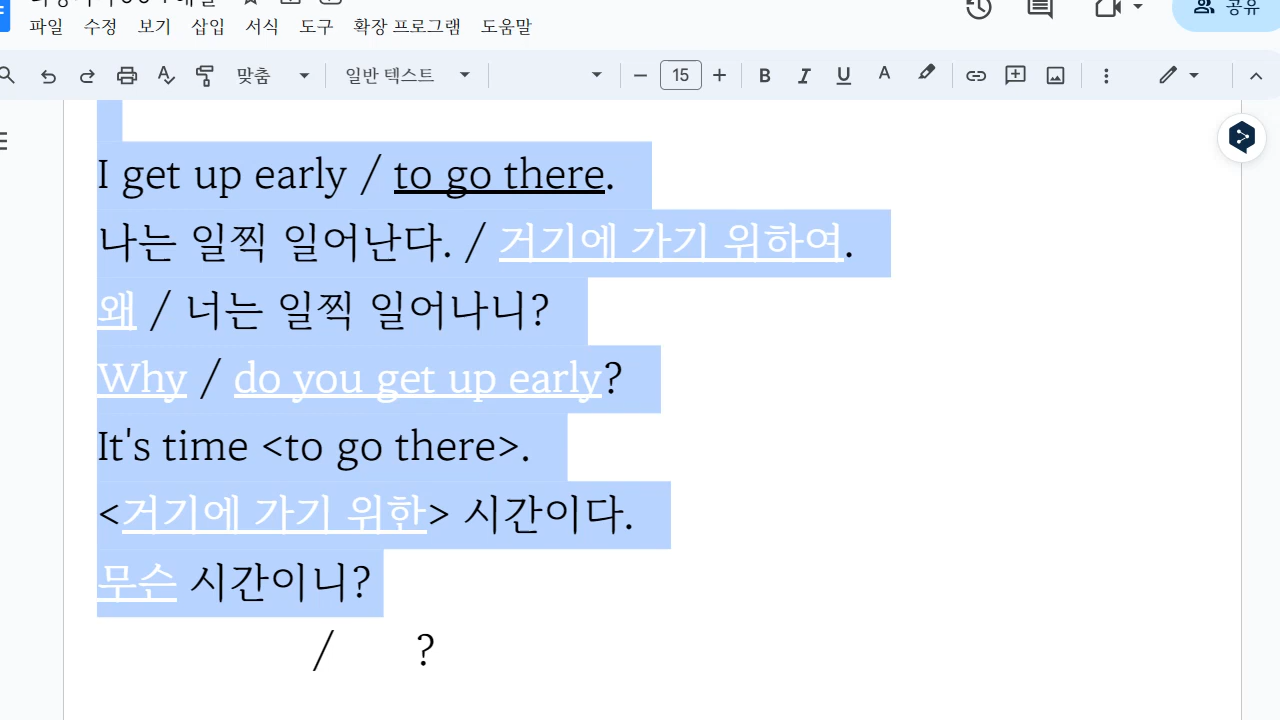 파일 수정 보기 삽입 서식 도구 확장 프로그램 도움말 공유
맞춤 일반 텍스트 15 B I U A
I get up early / to go there.
나는 일찍 일어난다. / 거기에 가기 위하여.
왜 / 너는 일찍 일어나니?
Why / do you get up early?
It's time <to go there>.
<거기에 가기 위한> 시간이다.
무슨 시간이니?
/ ?